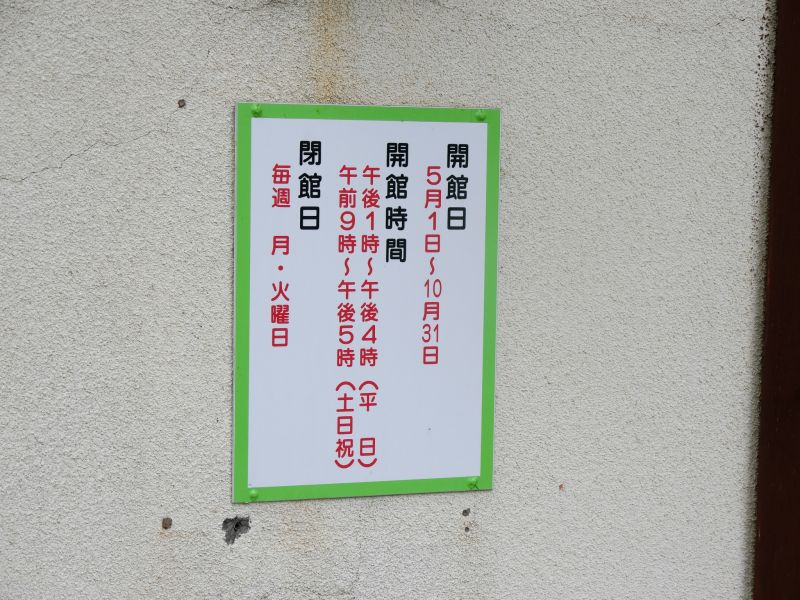 開館日
5月1日～10月31日
開館時間
午後1時～午後4時（平　日）
午前9時～午後5時（土日祝）
閉館日
毎週　月・火曜日